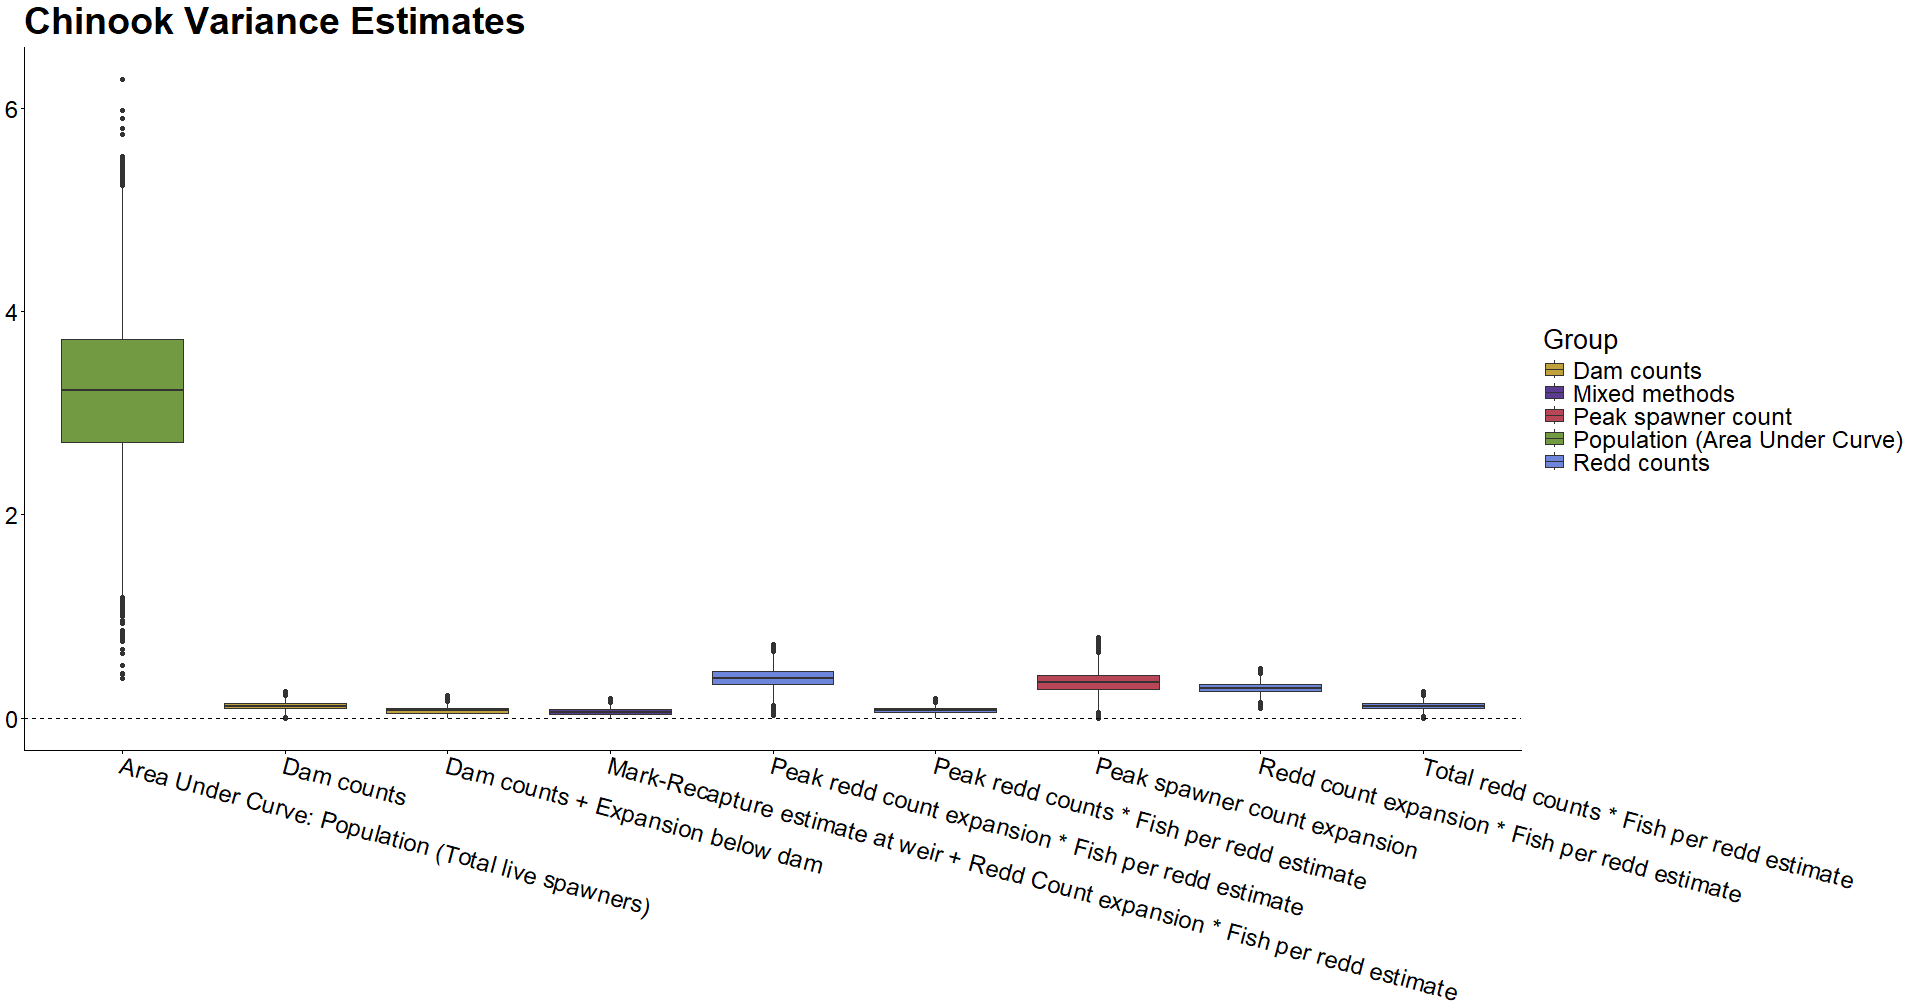 Chinook Variance Estimates
6
4
2
0
Area Under Curve: Population (Total live spawners)
Dam counts
Dam counts + Expansion below dam
Mark-Recapture estimate at weir + Redd Count expansion * Fish per redd estimate
Peak redd count expansion * Fish per redd estimate
Peak redd counts * Fish per redd estimate
Peak spawner count expansion
Redd count expansion * Fish per redd estimate
Total redd counts * Fish per redd estimate
Group
Dam counts
Mixed methods
Peak spawner count
Population (Area Under Curve)
Redd counts